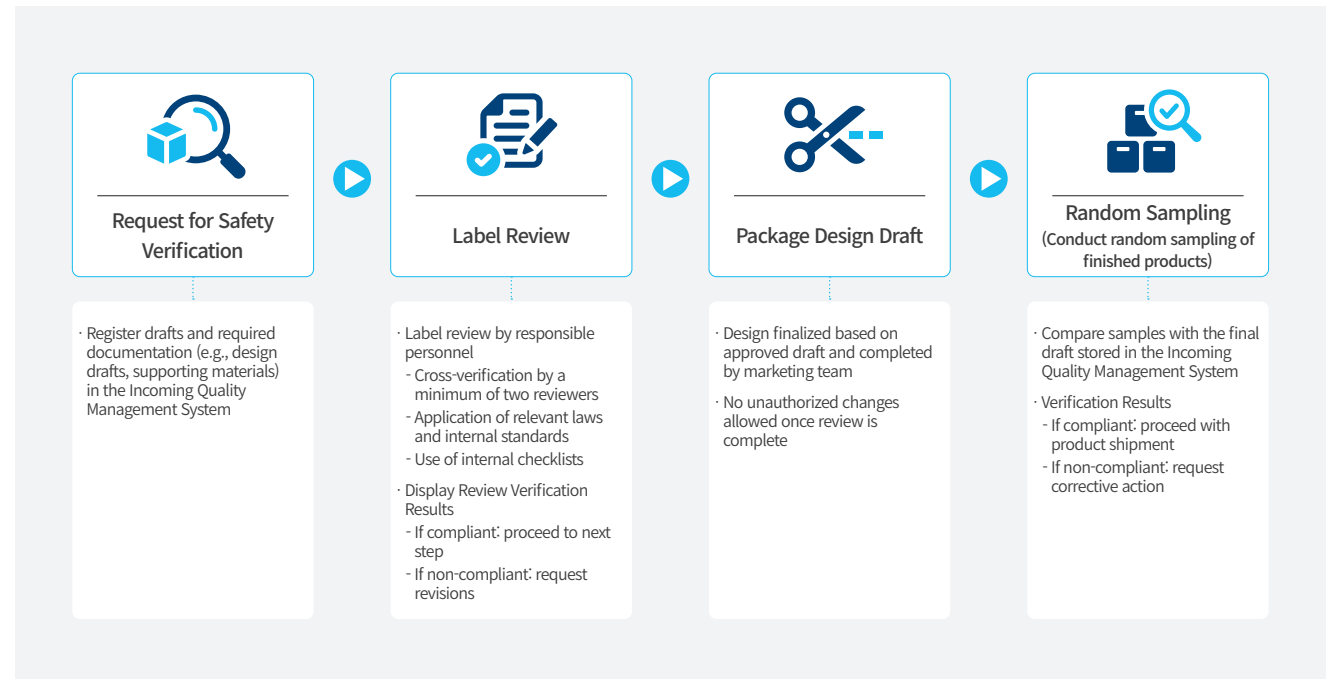 Request for Safety
Verification
Label Review
Package Design Draft
Random Sampling
(Conduct random sampling of
finished products)
· Register drafts and required
documentation (e.g., design
drafts, supporting materials)
in the Incoming Quality
Management System
· Label review by responsible
personnel
- Cross-verification by a
minimum of two reviewers
- Application of relevant laws
and internal standards
- Use of internal checklists
· Display Review Verification
Results
- If compliant: proceed to next
step
- If non-compliant: request
revisions
· Design finalized based on
approved draft and completed
by marketing team
· No unauthorized changes
allowed once review is
complete
· Compare samples with the final
draft stored in the Incoming
Quality Management System
· Verification Results
- If compliant: proceed with
product shipment
- If non-compliant: request
corrective action